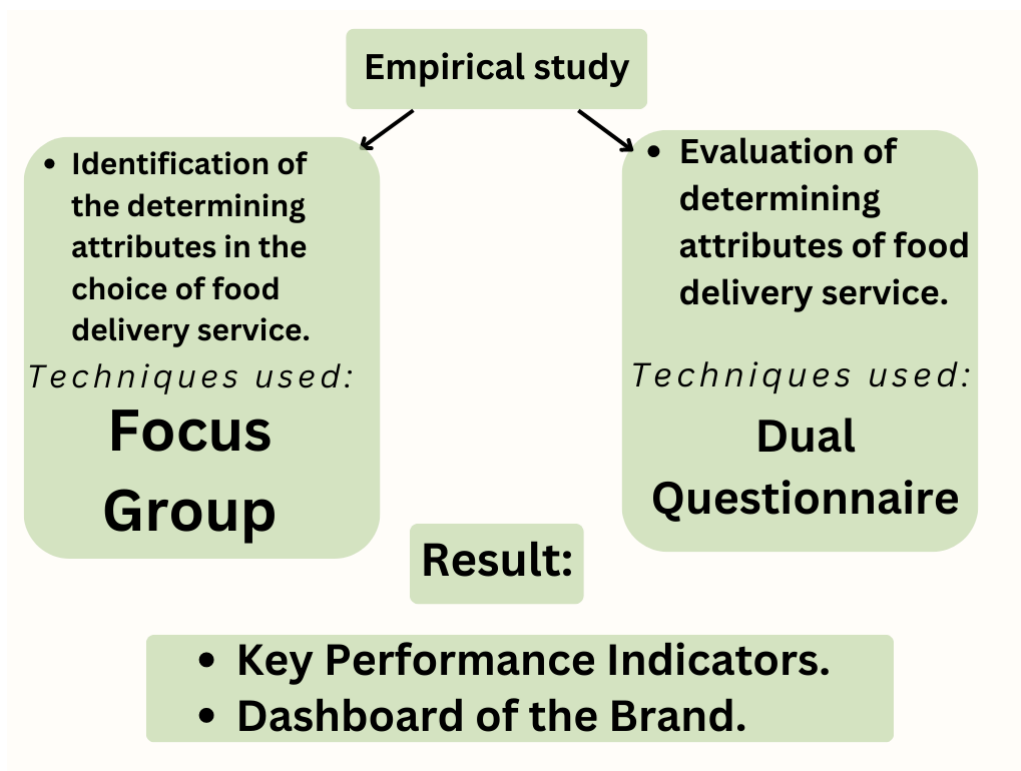 Empirical study
• Identification of
the determining
attributes in the
choice of food
delivery service.
Techniques used:
Focus
Group
• Evaluation of
determining
attributes of food
delivery service.
Techniques used:
Dual
Questionnaire
Result:
• Key Performance Indicators.
• Dashboard of the Brand.